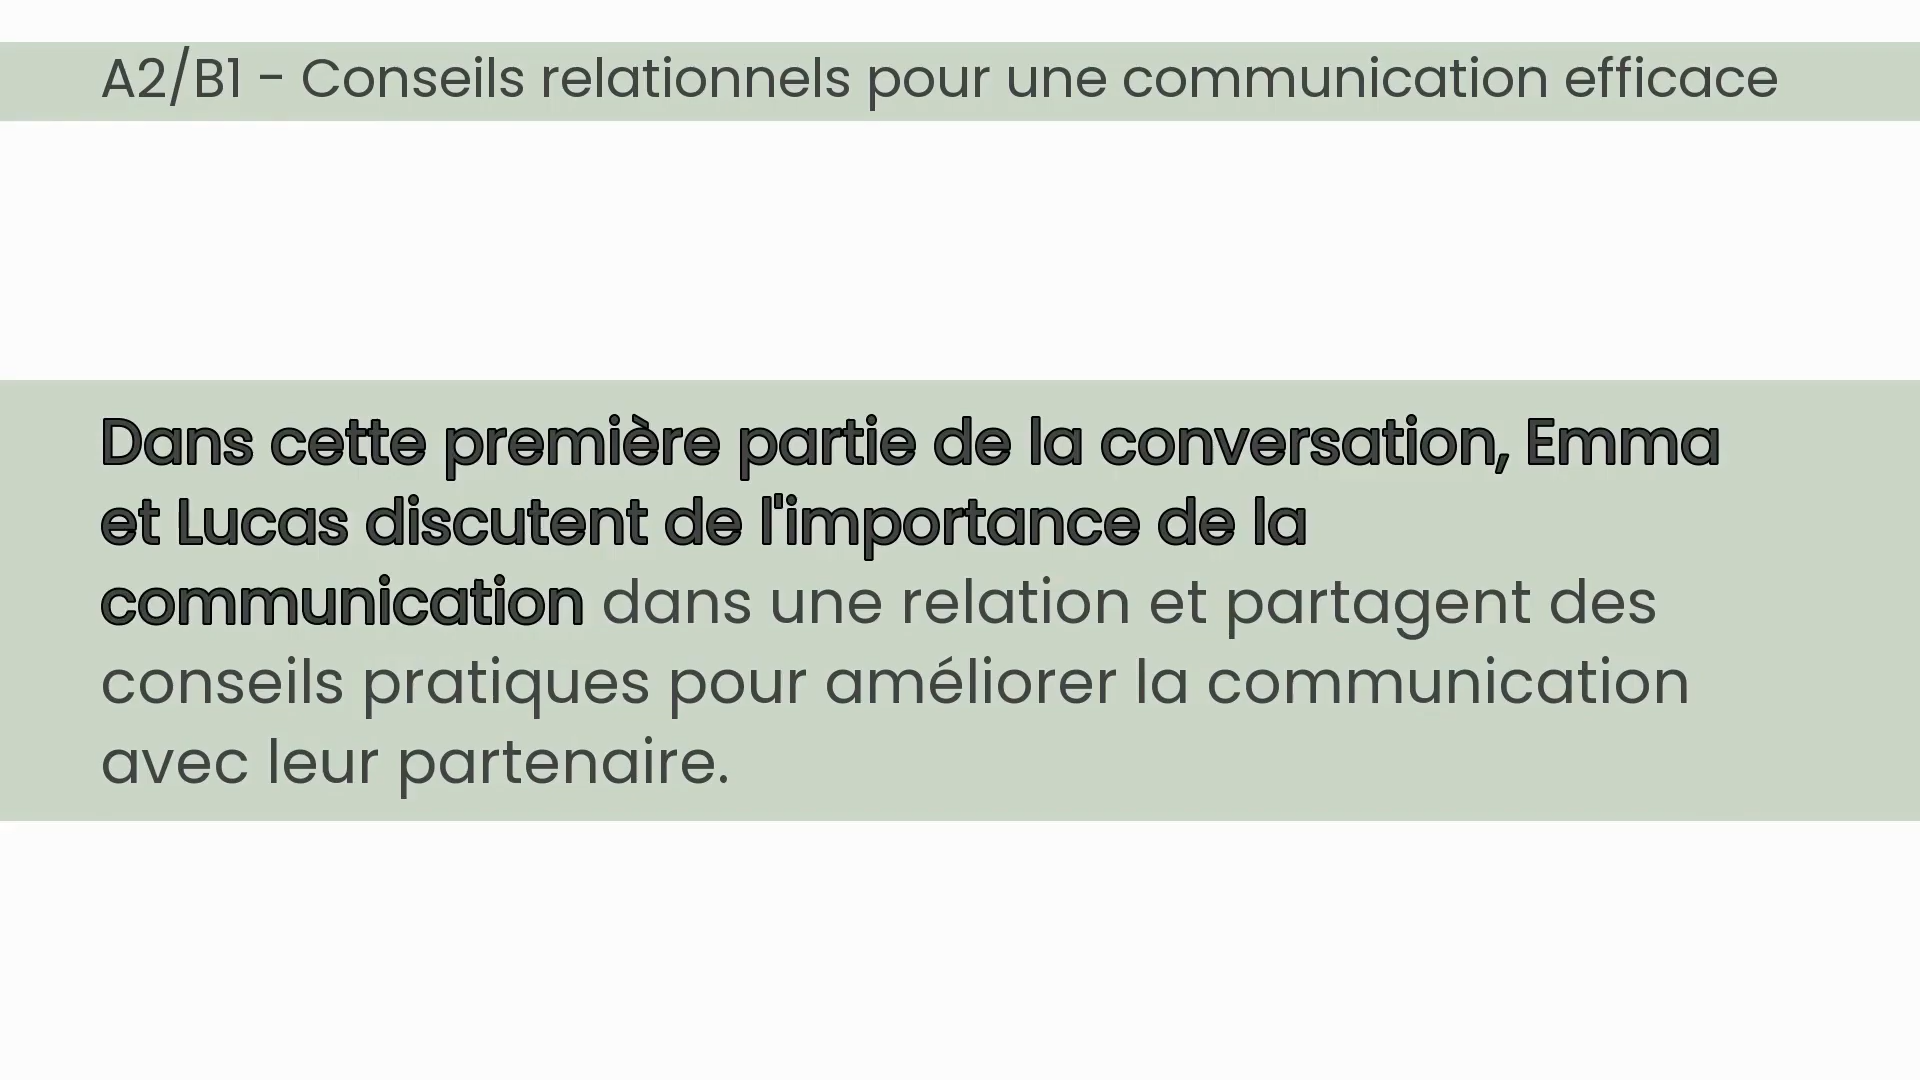 A2/B1 - Conseils relationnels pour une communication efficace
Dans cette première partie de la conversation, Emma
et Lucas discutent de l'importance de la
communication dans une relation et partagent des
conseils pratiques pour améliorer la communication
avec leur partenaire.